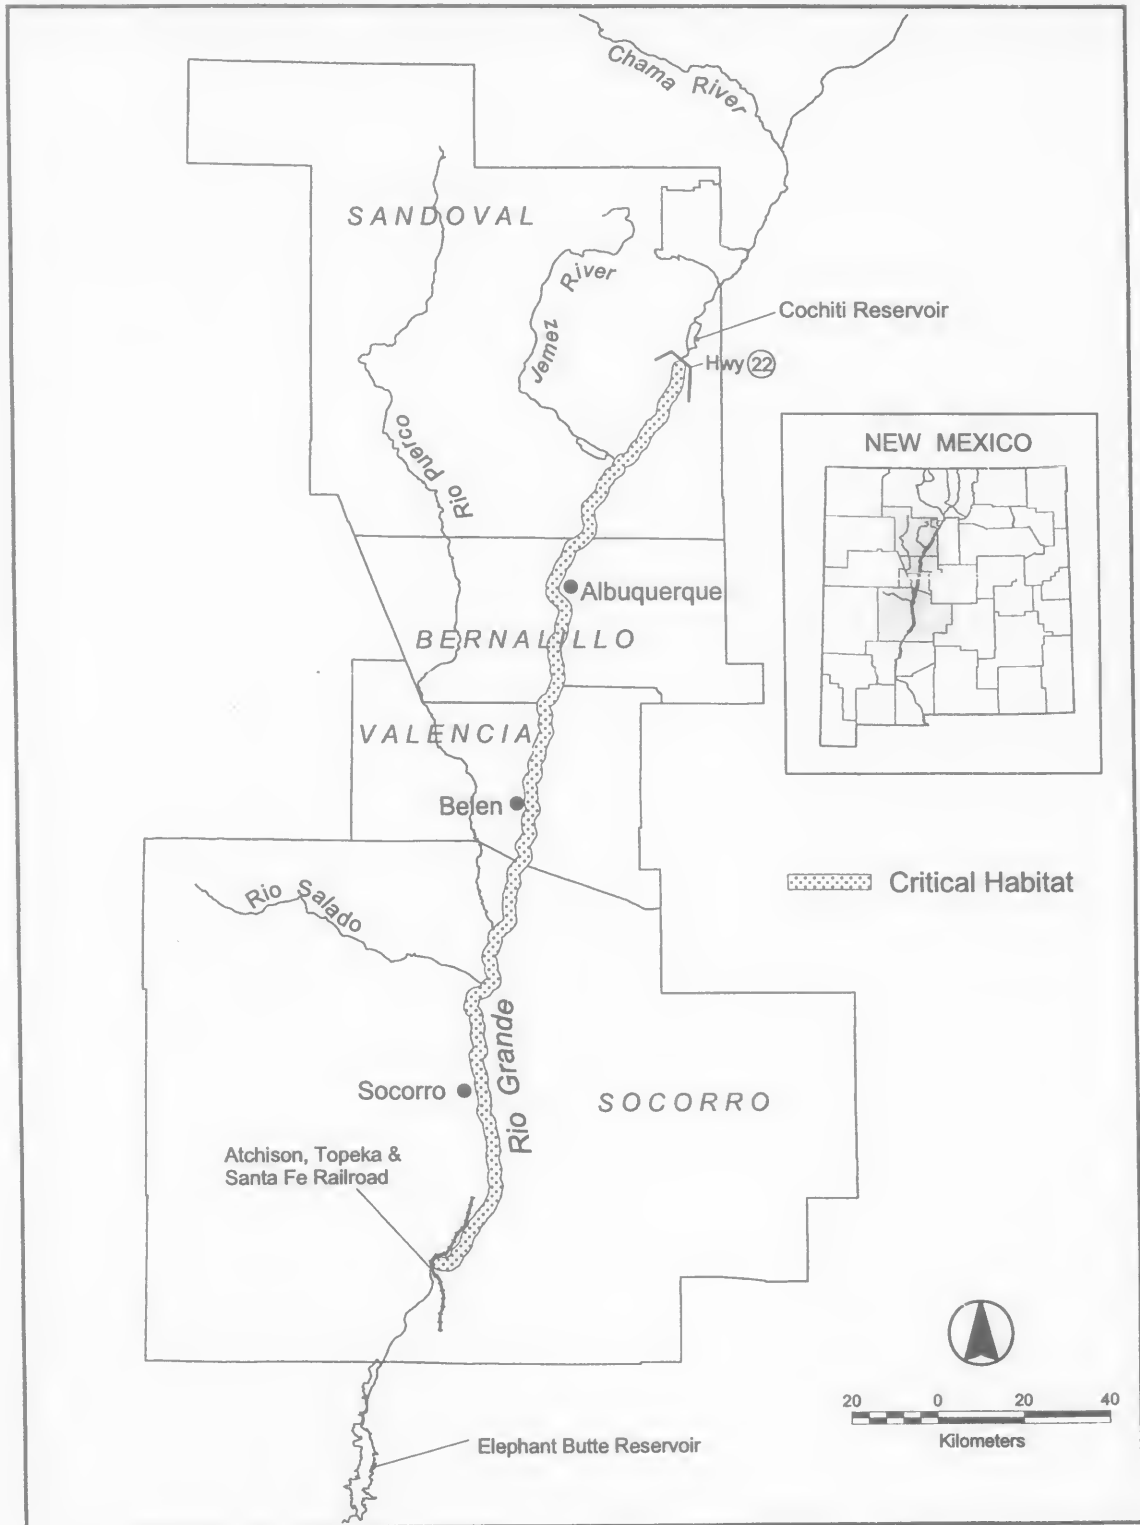 Chama River
SANDOVAL
Jemez River
Cochiti Reservoir
Hwy 22
NEW MEXICO
Rio Puerco
Albuquerque
BERNALILLO
VALENCIA
Belen
Critical Habitat
Rio Salado
Rio Grande
Socorro
SOCORRO
Atchison, Topeka &
Santa Fe Railroad
20 0 20 40
Kilometers
Elephant Butte Reservoir